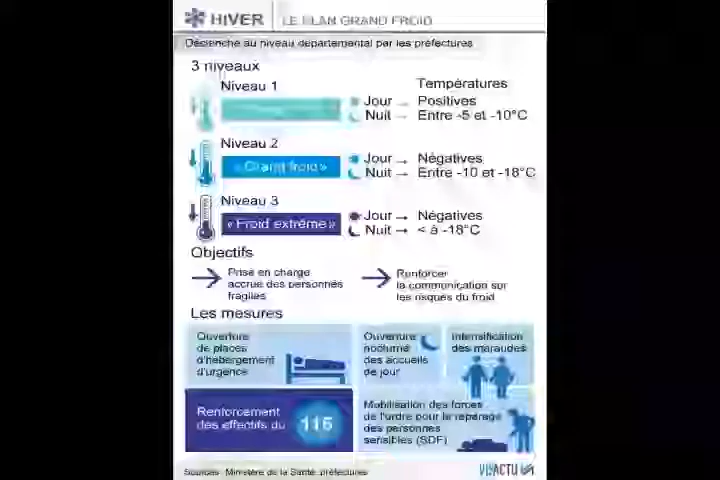 HIVER LE PLAN GRAND FROID
Déclenché au niveau départemental par les préfectures
3 niveaux
Températures
Niveau 1
Jour → Positives
Nuit → Entre -5 et -10°C
Niveau 2
« Grand froid »
Jour → Négatives
Nuit → Entre -10 et -18°C
Niveau 3
« Froid extrême »
Jour → Négatives
Nuit → < à -18°C
Objectifs
Prise en charge
accrue des personnes
fragiles
Renforcer
la communication sur
les risques du froid
Les mesures
Ouverture
de places
d'hébergement
d'urgence
Ouverture
nocturne
des accueils
de jour
Intensification
des maraudes
Renforcement
des effectifs du
115
Mobilisation des forces
de l'ordre pour le repérage
des personnes
sensibles (SDF)
Sources : Ministère de la Santé, préfectures
VISACTU